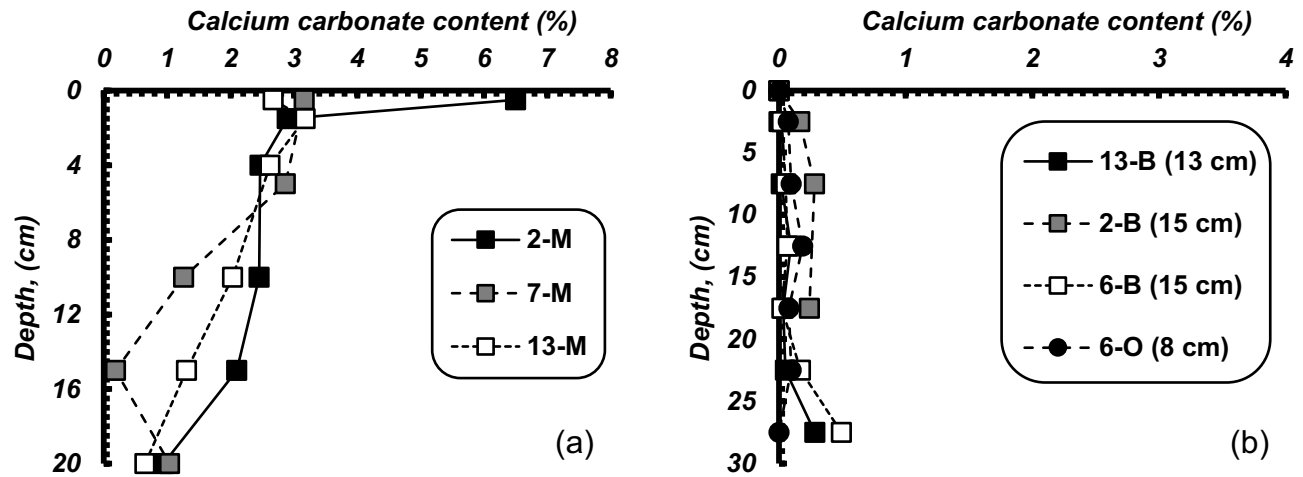 Calcium carbonate content (%)
0 1 2 3 4 5 6 7 8
0
4
8
12
16
20
Depth, (cm)
2-M
7-M
13-M
(a)
Calcium carbonate content (%)
0 1 2 3 4
0
5
10
15
20
25
30
Depth, (cm)
13-B (13 cm)
2-B (15 cm)
6-B (15 cm)
6-O (8 cm)
(b)